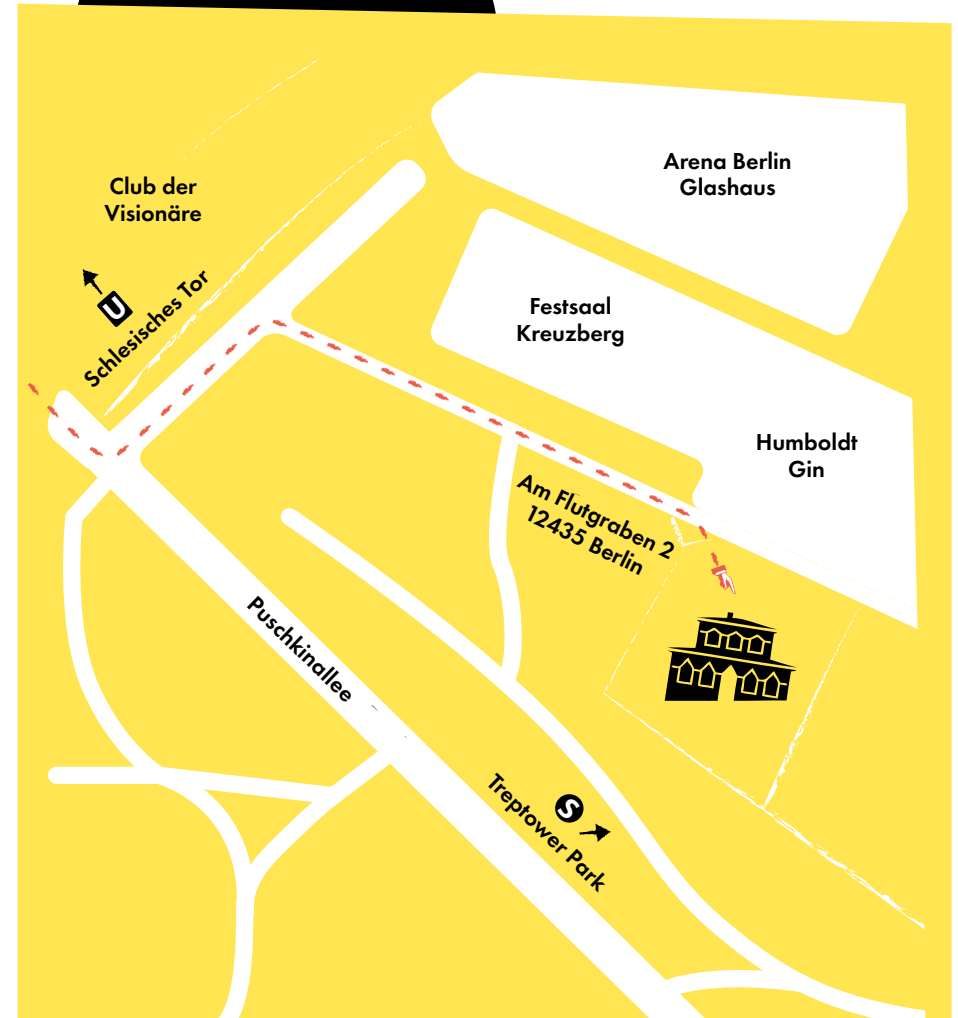 Arena Berlin
Glashaus
Club der
Visionäre
U
Schlesisches Tor
Festsaal
Kreuzberg
Humboldt
Gin
Am Flutgraben 2
12435 Berlin
Puschkinallee
S
Treptower Park